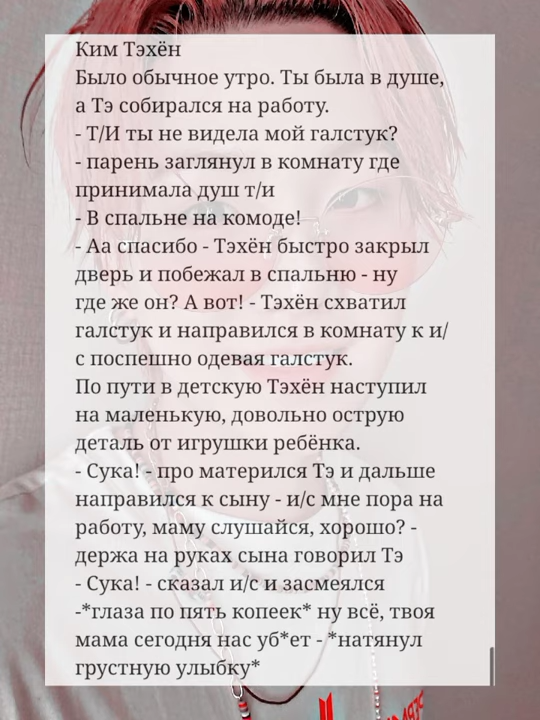 Ким Тэхён
Было обычное утро. Ты была в душе,
а Тэ собирался на работу.
- Т/И ты не видела мой галстук?
- парень заглянул в комнату где
принимала душ т/и
- В спальне на комоде!
- Аа спасибо - Тэхён быстро закрыл
дверь и побежал в спальню - ну
где же он? А вот! - Тэхён схватил
галстук и направился в комнату к и/
с поспешно одевая галстук.
По пути в детскую Тэхён наступил
на маленькую, довольно острую
деталь от игрушки ребёнка.
- Сука! - про матерился Тэ и дальше
направился к сыну - и/с мне пора на
работу, маму слушайся, хорошо? -
держа на руках сына говорил Тэ
- Сука! - сказал и/с и засмеялся
-*глаза по пять копеек* ну всё, твоя
мама сегодня нас уб*ет - *натянул
грустную улыбку*